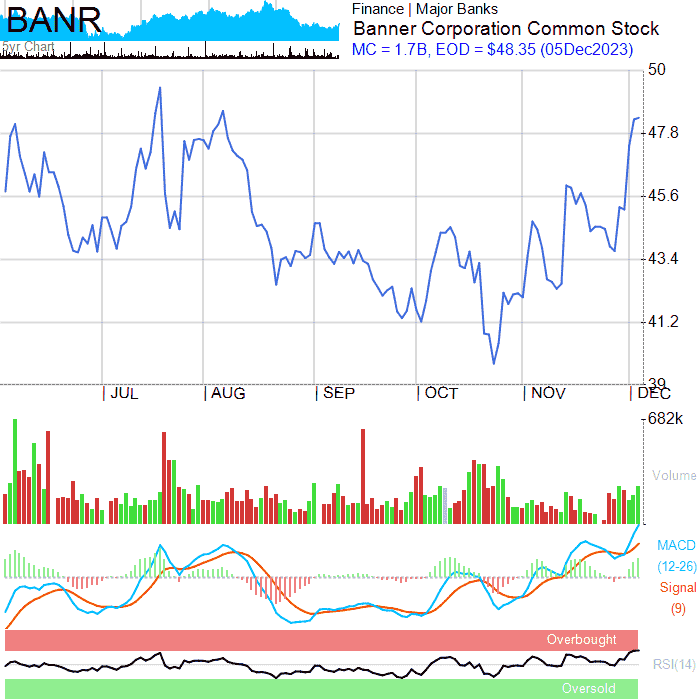 BANR
5yr Chart
Finance | Major Banks
Banner Corporation Common Stock
MC = 1.7B, EOD = $48.35 (05Dec2023)
50
47.8
45.6
43.4
41.2
39
JUL AUG SEP OCT NOV DEC
682k
Volume
MACD
(12-26)
Signal
(9)
Overbought
RSI(14)
Oversold